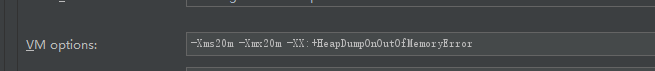 VM options:
-Xms20m -Xmx20m -XX:+HeapDumpOnOutOfMemoryError